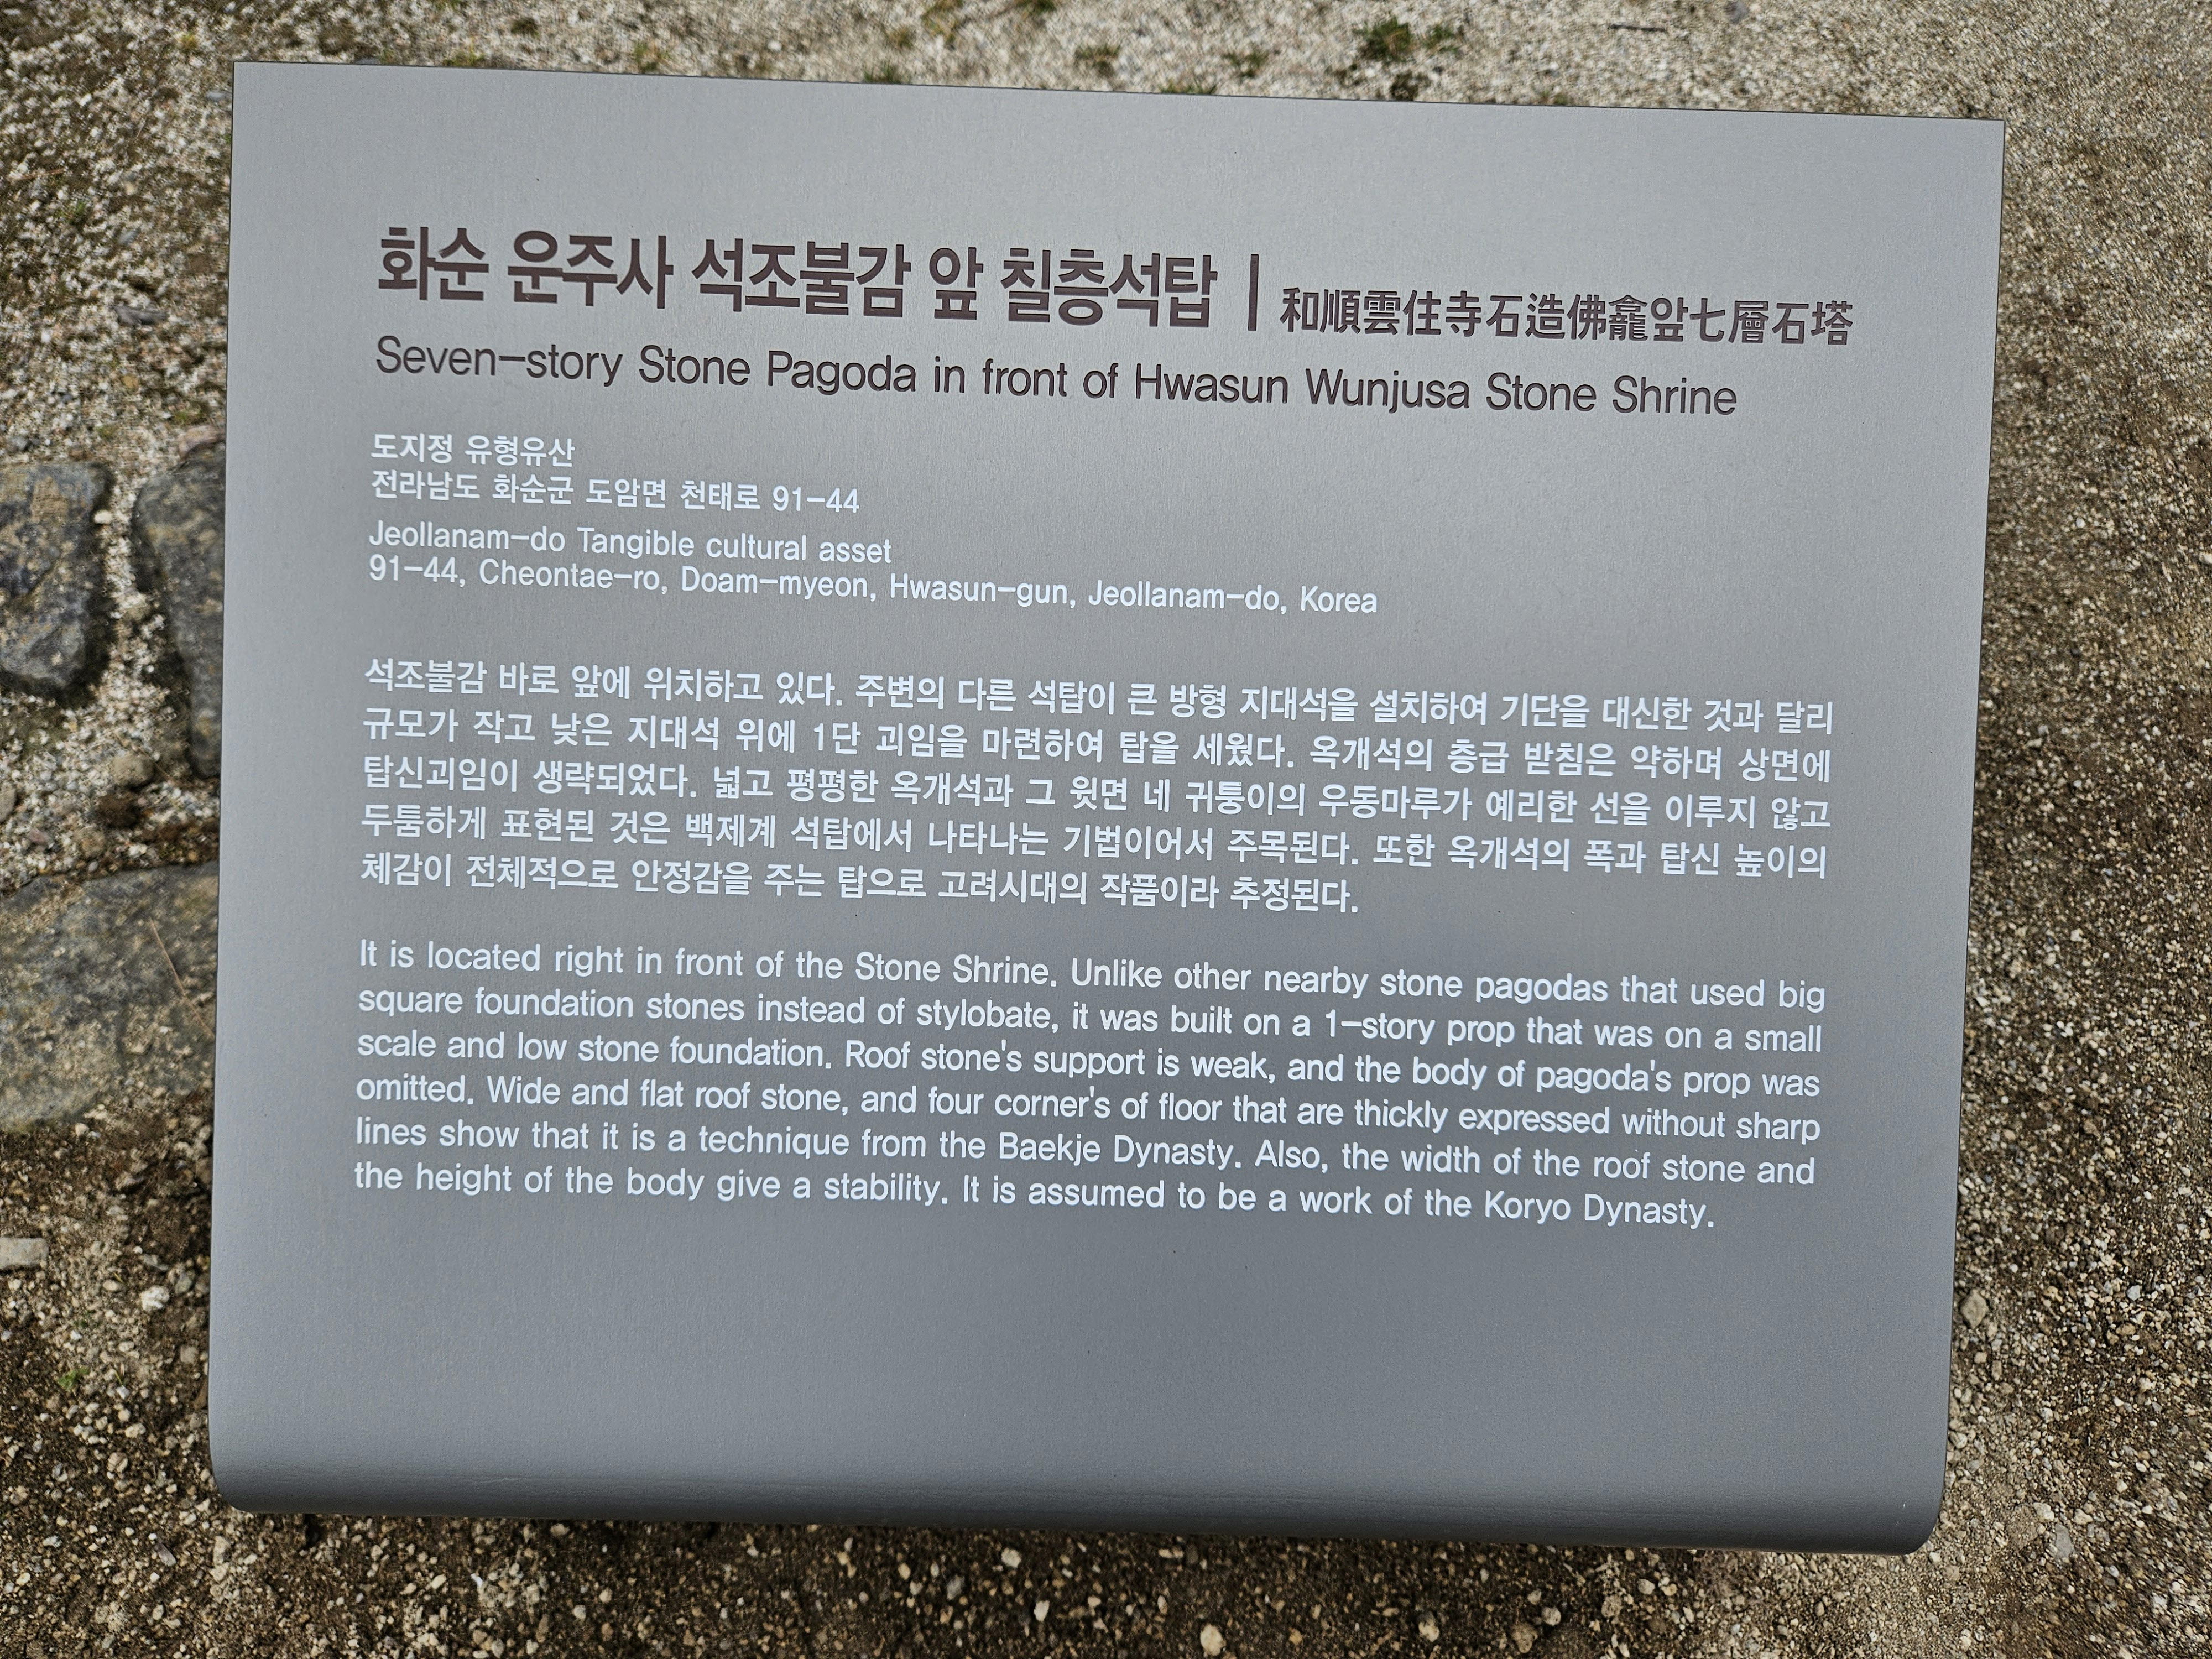 화순 운주사 석조불감 앞 칠층석탑 | 和順雲住寺石造佛龕앞七層石塔
Seven-story Stone Pagoda in front of Hwasun Wunjusa Stone Shrine
도지정 유형유산
전라남도 화순군 도암면 천태로 91-44
Jeollanam-do Tangible cultural asset
91-44, Cheontae-ro, Doam-myeon, Hwasun-gun, Jeollanam-do, Korea
석조불감 바로 앞에 위치하고 있다. 주변의 다른 석탑이 큰 방형 지대석을 설치하여 기단을 대신한 것과 달리
규모가 작고 낮은 지대석 위에 1단 괴임을 마련하여 탑을 세웠다. 옥개석의 층급 받침은 약하며 상면에
탑신괴임이 생략되었다. 넓고 평평한 옥개석과 그 윗면 네 귀퉁이의 우동마루가 예리한 선을 이루지 않고
두툼하게 표현된 것은 백제계 석탑에서 나타나는 기법이어서 주목된다. 또한 옥개석의 폭과 탑신 높이의
체감이 전체적으로 안정감을 주는 탑으로 고려시대의 작품이라 추정된다.
It is located right in front of the Stone Shrine. Unlike other nearby stone pagodas that used big
square foundation stones instead of stylobate, it was built on a 1-story prop that was on a small
scale and low stone foundation. Roof stone's support is weak, and the body of pagoda's prop was
omitted. Wide and flat roof stone, and four corner's of floor that are thickly expressed without sharp
lines show that it is a technique from the Baekje Dynasty. Also, the width of the roof stone and
the height of the body give a stability. It is assumed to be a work of the Koryo Dynasty.